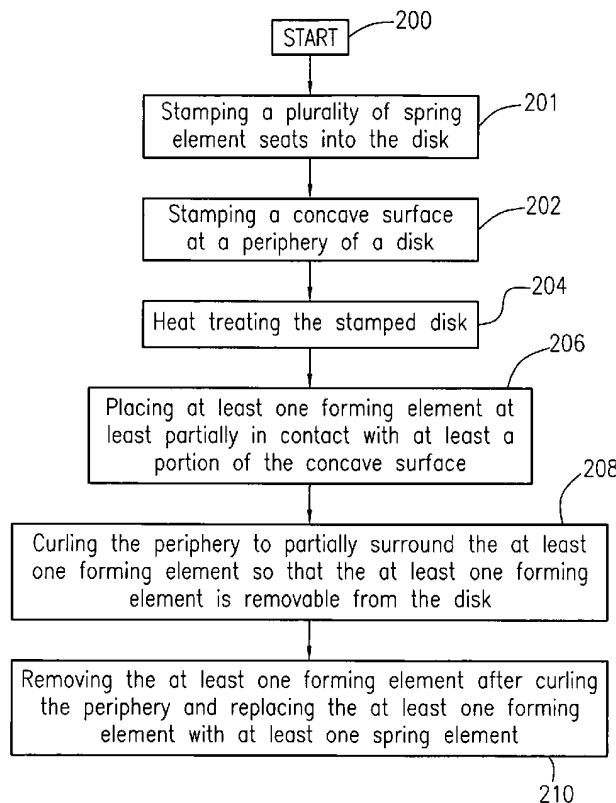 START
200
Stamping a plurality of spring
element seats into the disk
201
Stamping a concave surface
at a periphery of a disk
202
Heat treating the stamped disk
204
206
Placing at least one forming element at
least partially in contact with at least a
portion of the concave surface
208
Curling the periphery to partially surround the at least
one forming element so that the at least one forming
element is removable from the disk
Removing the at least one forming element after curling
the periphery and replacing the at least one forming
element with at least one spring element
210